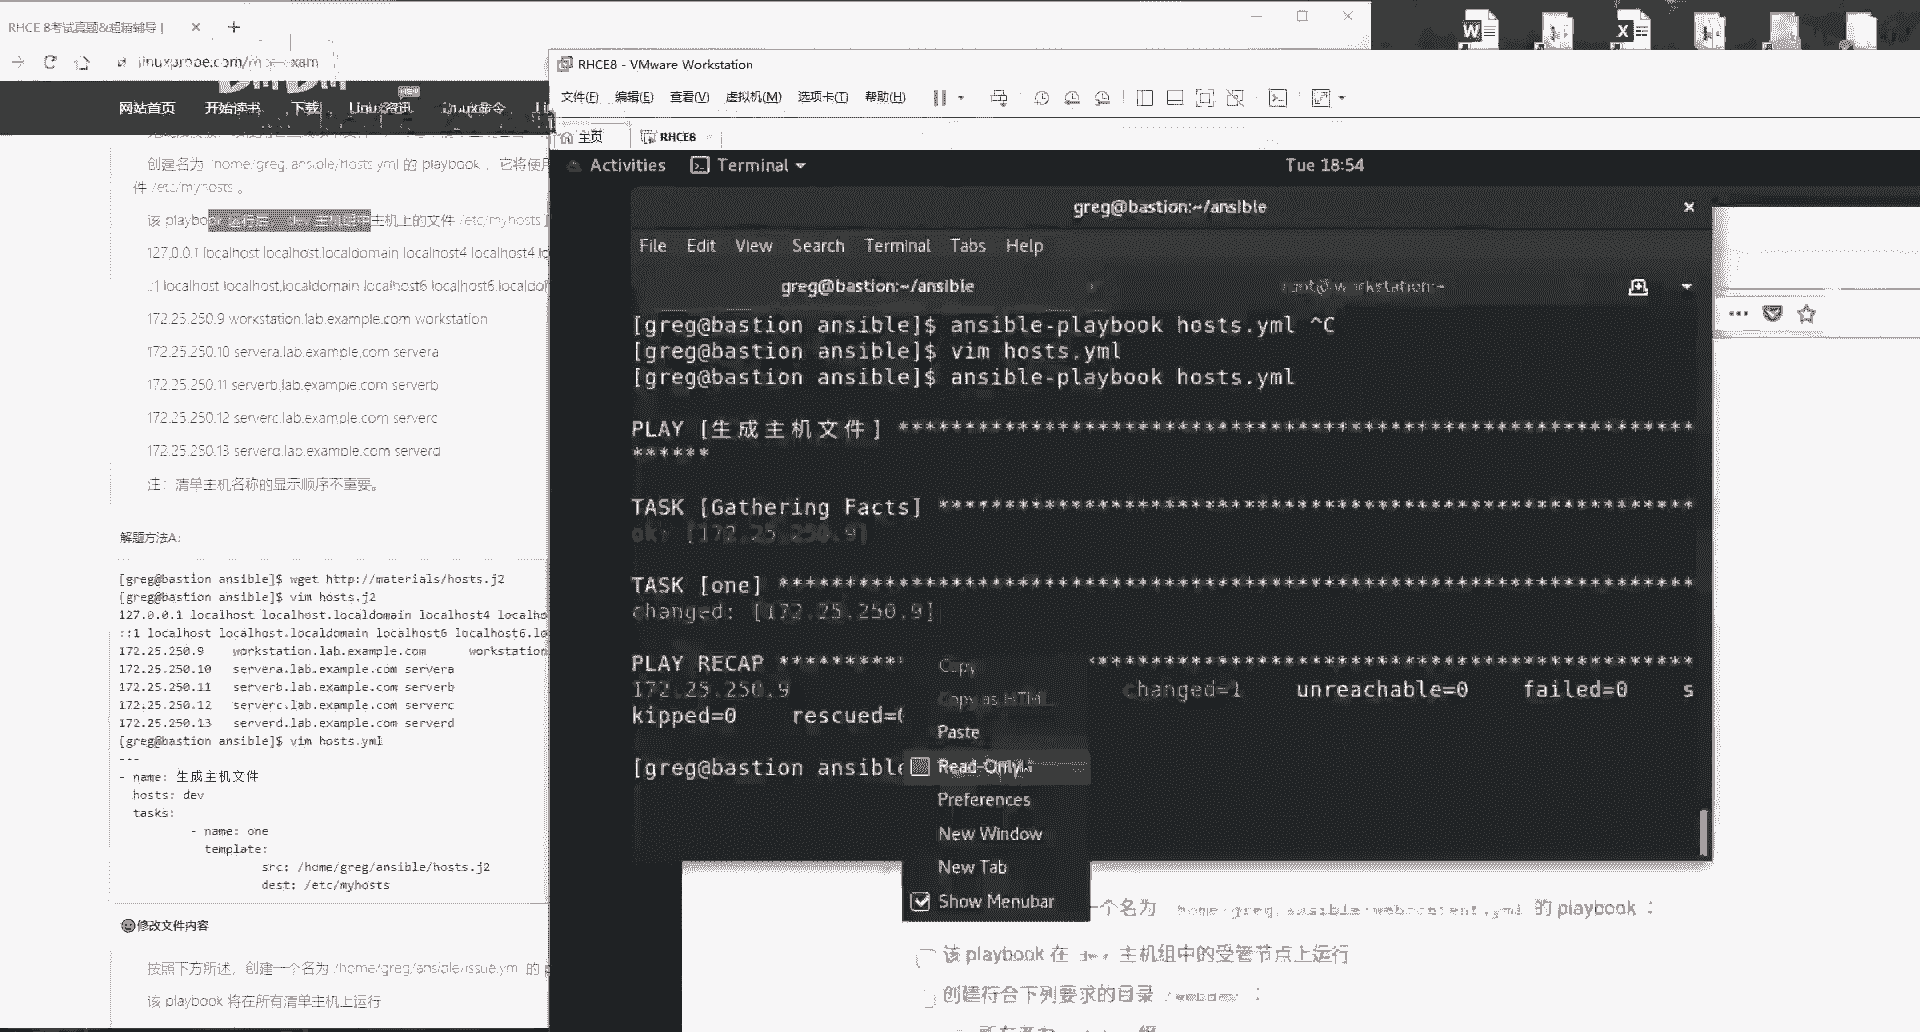 RHCE 8考试真题&超清辅导 |
RHCE8 - VMware Workstation
文件(F) 编辑(E) 查看(V) 虚拟机(M) 选项卡(T) 帮助(H)
网站首页 开始读书 下载 Linux资讯 Linux命令
主页 RHCE8
创建名为 /home/greg/ansible/hosts.yml 的 playbook ，它将使用
件 /etc/myhosts 。
该 playbook 主机上的文件 /etc/myhosts
127.0.0.1 localhost localhost.localdomain localhost4 localhost4.lo
::1 localhost localhost.localdomain localhost6 localhost6.localdo
172.25.250.9 workstation.lab.example.com workstation
172.25.250.10 servera.lab.example.com servera
172.25.250.11 serverb.lab.example.com serverb
172.25.250.12 serverc.lab.example.com serverc
172.25.250.13 serverd.lab.example.com serverd
注：清单主机名称的显示顺序不重要。
解题方法A:
[greg@bastion ansible]$ wget http://materials/hosts.j2
[greg@bastion ansible]$ vim hosts.j2
127.0.0.1 localhost localhost.localdomain localhost4 localho
::1 localhost localhost.localdomain localhost6 localhost6.lo
172.25.250.9 workstation.lab.example.com workstation
172.25.250.10 servera.lab.example.com servera
172.25.250.11 serverb.lab.example.com serverb
172.25.250.12 serverc.lab.example.com serverc
172.25.250.13 serverd.lab.example.com serverd
[greg@bastion ansible]$ vim hosts.yml
---
- name: 生成主机文件
hosts: dev
tasks:
- name: one
template:
src: /home/greg/ansible/hosts.j2
dest: /etc/myhosts
修改文件内容
按照下方所述，创建一个名为 /home/greg/ansible/issue.yml 的
该 playbook 将在所有清单主机上运行
Activities Terminal Tue 18:54
greg@bastion:~/ansible
File Edit View Search Terminal Tabs Help
greg@bastion:~/ansible root@workstation:~
[greg@bastion ansible]$ ansible-playbook hosts.yml ^C
[greg@bastion ansible]$ vim hosts.yml
[greg@bastion ansible]$ ansible-playbook hosts.yml
PLAY [生成主机文件] ***********************************************************
******
TASK [Gathering Facts] ********************************************************
ok: [172.25.250.9]
TASK [one] ********************************************************************
changed: [172.25.250.9]
PLAY RECAP ********* *********************************************
172.25.250.9 changed=1 unreachable=0 failed=0 s
kipped=0 rescued=0
[greg@bastion ansible
Copy
Copy as HTML
Paste
Read-Only
Preferences
New Window
New Tab
Show Menubar
一个名为 /home/greg/ansible/webcontent.yml 的 playbook ：
该 playbook 在 dev 主机组中的受管节点上运行
创建符合下列要求的目录 /webdev ：